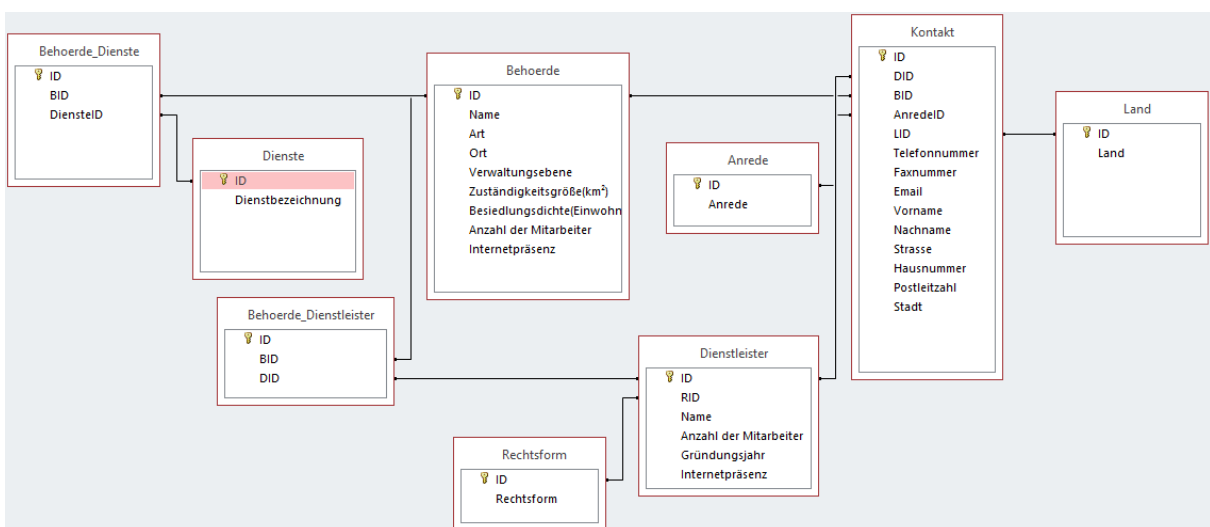 Behoerde_Dienste
ID
BID
DiensteID
Dienste
ID
Dienstbezeichnung
Behoerde
ID
Name
Art
Ort
Verwaltungsebene
Zuständigkeitsgröße(km²)
Besiedlungsdichte(Einwohn
Anzahl der Mitarbeiter
Internetpräsenz
Anrede
ID
Anrede
Kontakt
ID
DID
BID
AnredeID
LID
Telefonnummer
Faxnummer
Email
Vorname
Nachname
Strasse
Hausnummer
Postleitzahl
Stadt
Land
ID
Land
Behoerde_Dienstleister
ID
BID
DID
Dienstleister
ID
RID
Name
Anzahl der Mitarbeiter
Gründungsjahr
Internetpräsenz
Rechtsform
ID
Rechtsform